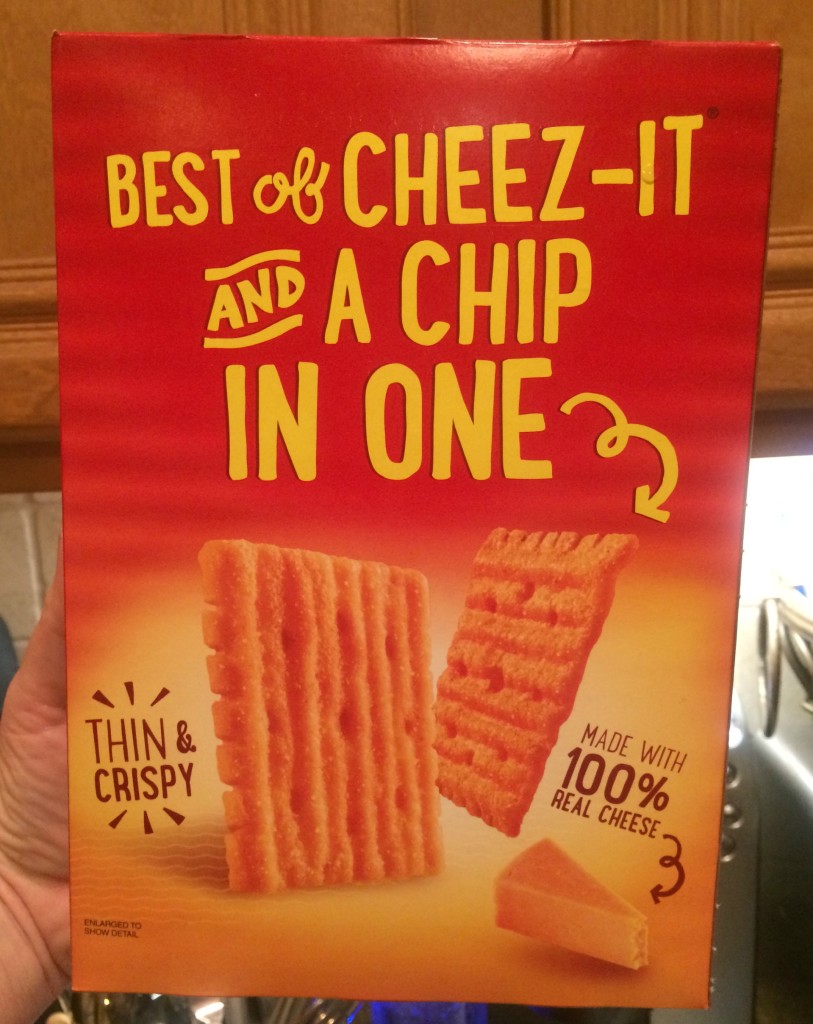 BEST of CHEEZ-IT®
AND A CHIP
IN ONE
THIN &
CRISPY
MADE WITH
100%
REAL CHEESE
ENLARGED TO
SHOW DETAIL